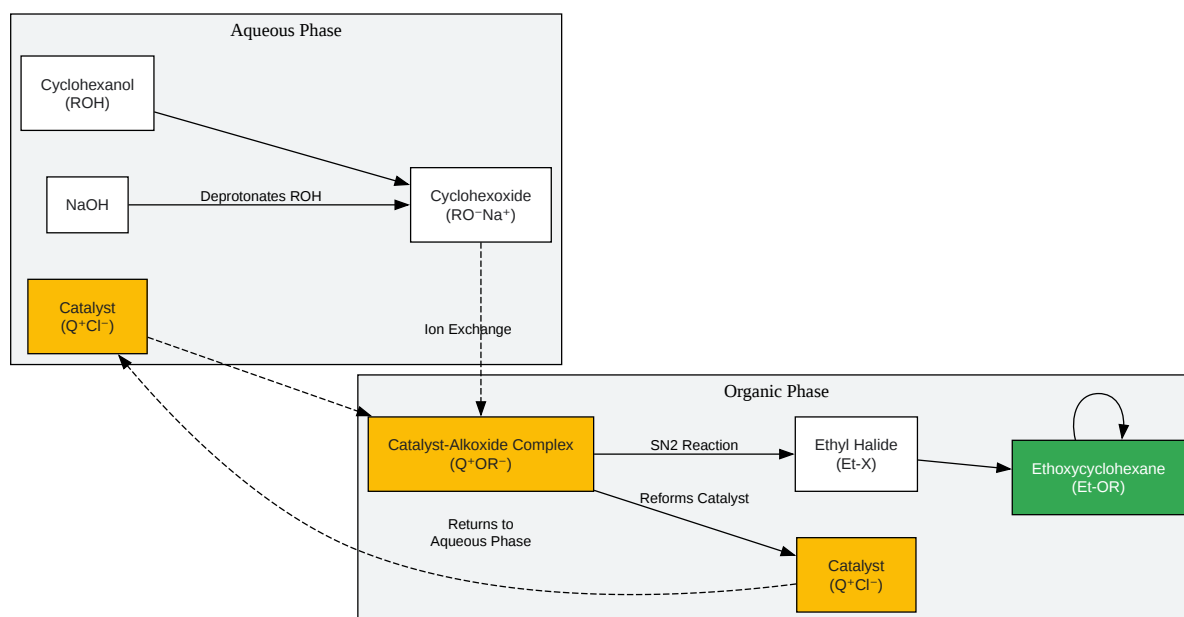 Aqueous Phase
Cyclohexanol
(ROH)
NaOH
Deprotonates ROH
Cyclohexoxide
(RO⁻Na⁺)
Catalyst
(Q⁺Cl⁻)
Ion Exchange
Organic Phase
Catalyst-Alkoxide Complex
(Q⁺OR⁻)
SN2 Reaction
Ethyl Halide
(Et-X)
Ethoxycyclohexane
(Et-OR)
Reforms Catalyst
Returns to
Aqueous Phase
Catalyst
(Q⁺Cl⁻)